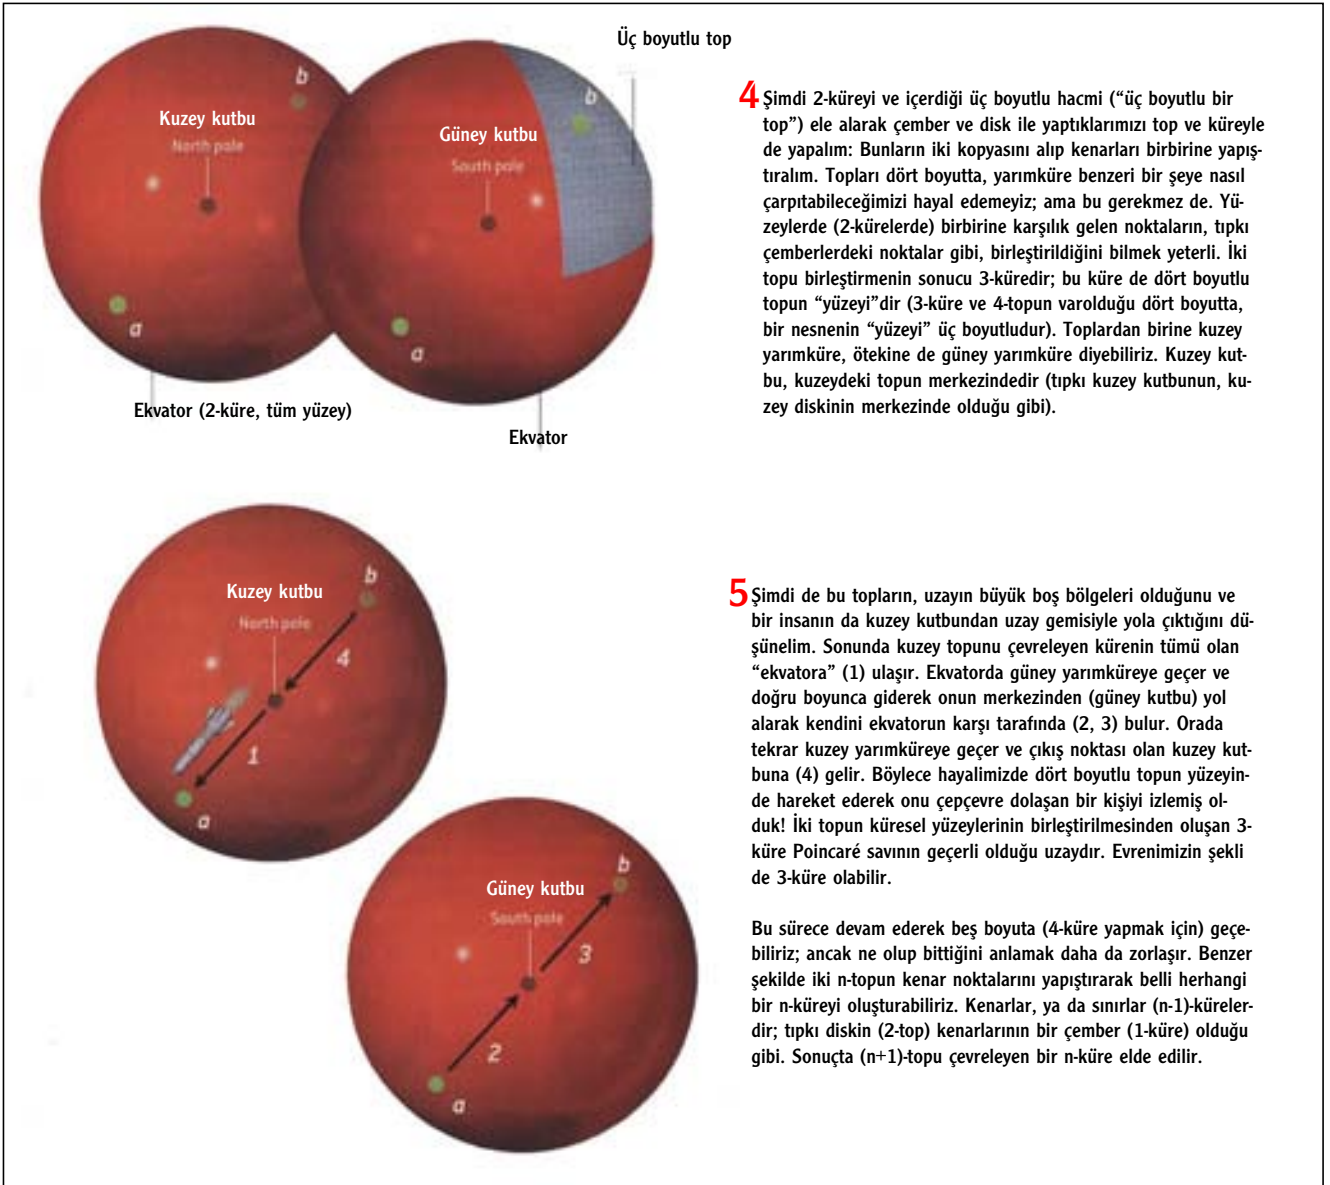 Üç boyutlu top
b
b
Kuzey kutbu
North pole
Güney kutbu
South pole
a
a
Ekvator (2-küre, tüm yüzey)
Ekvator
4 Şimdi 2-küreyi ve içerdiği üç boyutlu hacmi (“üç boyutlu bir
top”) ele alarak çember ve disk ile yaptıklarımızı top ve küreyle
de yapalım: Bunların iki kopyasını alıp kenarları birbirine yapış-
tıralım. Topları dört boyutta, yarımküre benzeri bir şeye nasıl
çarpıtabileceğimizi hayal edemeyiz; ama bu gerekmez de. Yü-
zeylerde (2-kürelerde) birbirine karşılık gelen noktaların, tıpkı
çemberlerdeki noktalar gibi, birleştirildiğini bilmek yeterli. İki
topu birleştirmenin sonucu 3-küredir; bu küre de dört boyutlu
topun “yüzeyi”dir (3-küre ve 4-topun varolduğu dört boyutta,
bir nesnenin “yüzeyi” üç boyutludur). Toplardan birine kuzey
yarımküre, ötekine de güney yarımküre diyebiliriz. Kuzey kut-
bu, kuzeydeki topun merkezindedir (tıpkı kuzey kutbunun, ku-
zey diskinin merkezinde olduğu gibi).
b
Kuzey kutbu
North pole
4
1
a
b
Güney kutbu
South pole
3
2
a
5 Şimdi de bu topların, uzayın büyük boş bölgeleri olduğunu ve
bir insanın da kuzey kutbundan uzay gemisiyle yola çıktığını dü-
şünelim. Sonunda kuzey topunu çevreleyen kürenin tümü olan
“ekvatora” (1) ulaşır. Ekvatorda güney yarımküreye geçer ve
doğru boyunca giderek onun merkezinden (güney kutbu) yol
alarak kendini ekvatorun karşı tarafında (2, 3) bulur. Orada
tekrar kuzey yarımküreye geçer ve çıkış noktası olan kuzey kut-
buna (4) gelir. Böylece hayalimizde dört boyutlu topun yüzeyin-
de hareket ederek onu çepçevre dolaşan bir kişiyi izlemiş ol-
duk! İki topun küresel yüzeylerinin birleştirilmesinden oluşan 3-
küre Poincaré savının geçerli olduğu uzaydır. Evrenimizin şekli
de 3-küre olabilir.
Bu sürece devam ederek beş boyuta (4-küre yapmak için) geçe-
biliriz; ancak ne olup bittiğini anlamak daha da zorlaşır. Benzer
şekilde iki n-topun kenar noktalarını yapıştırarak belli herhangi
bir n-küreyi oluşturabiliriz. Kenarlar, ya da sınırlar (n-1)-küreler-
dir; tıpkı diskin (2-top) kenarlarının bir çember (1-küre) olduğu
gibi. Sonuçta (n+1)-topu çevreleyen bir n-küre elde edilir.